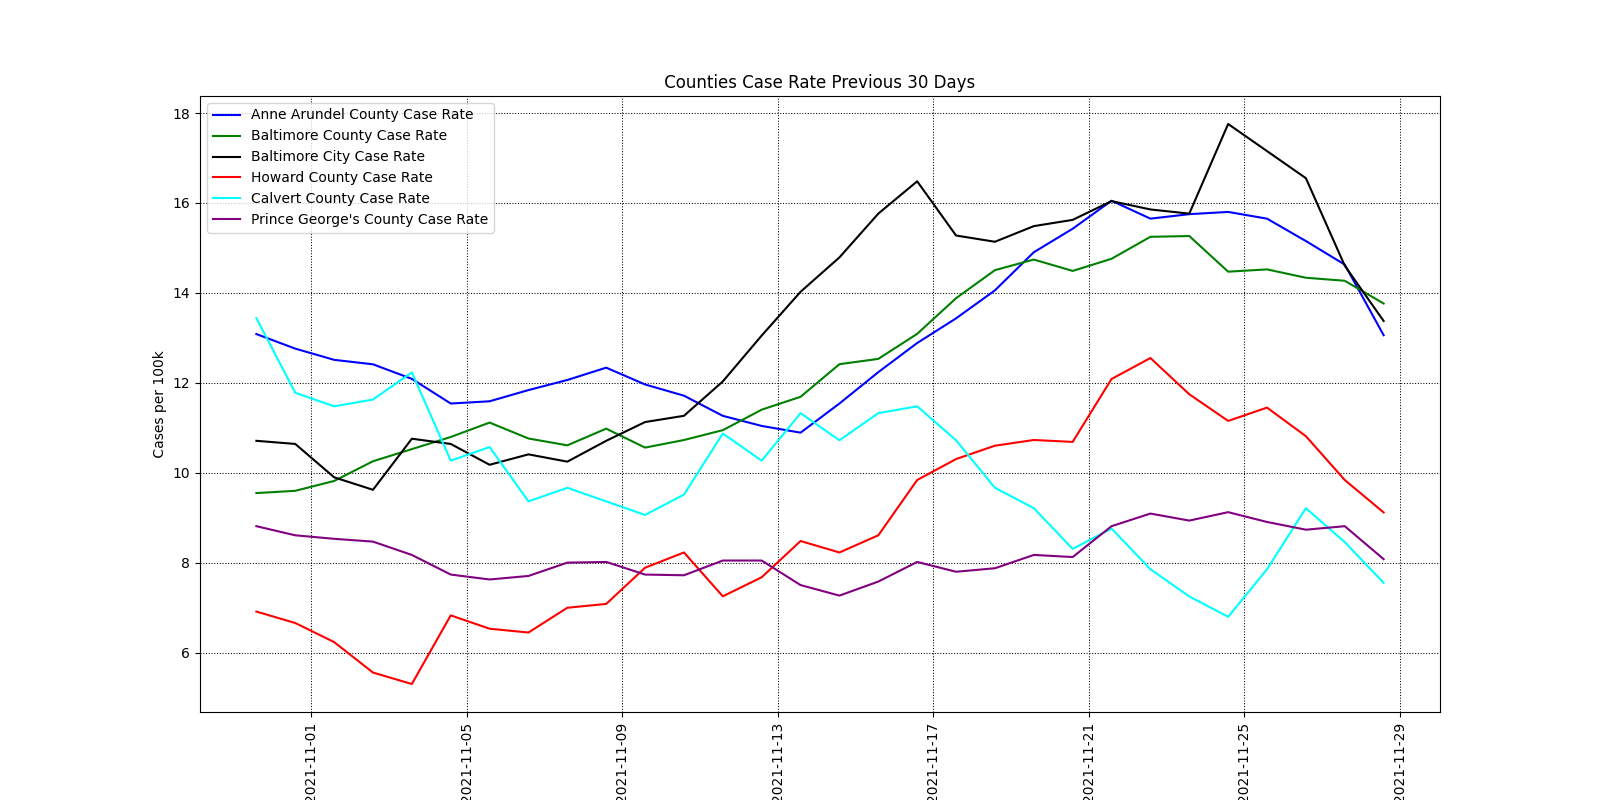 Counties Case Rate Previous 30 Days
Anne Arundel County Case Rate
Baltimore County Case Rate
Baltimore City Case Rate
Howard County Case Rate
Calvert County Case Rate
Prince George's County Case Rate
Cases per 100k
18
16
14
12
10
8
6
2021-11-01
2021-11-05
2021-11-09
2021-11-13
2021-11-17
2021-11-21
2021-11-25
2021-11-29